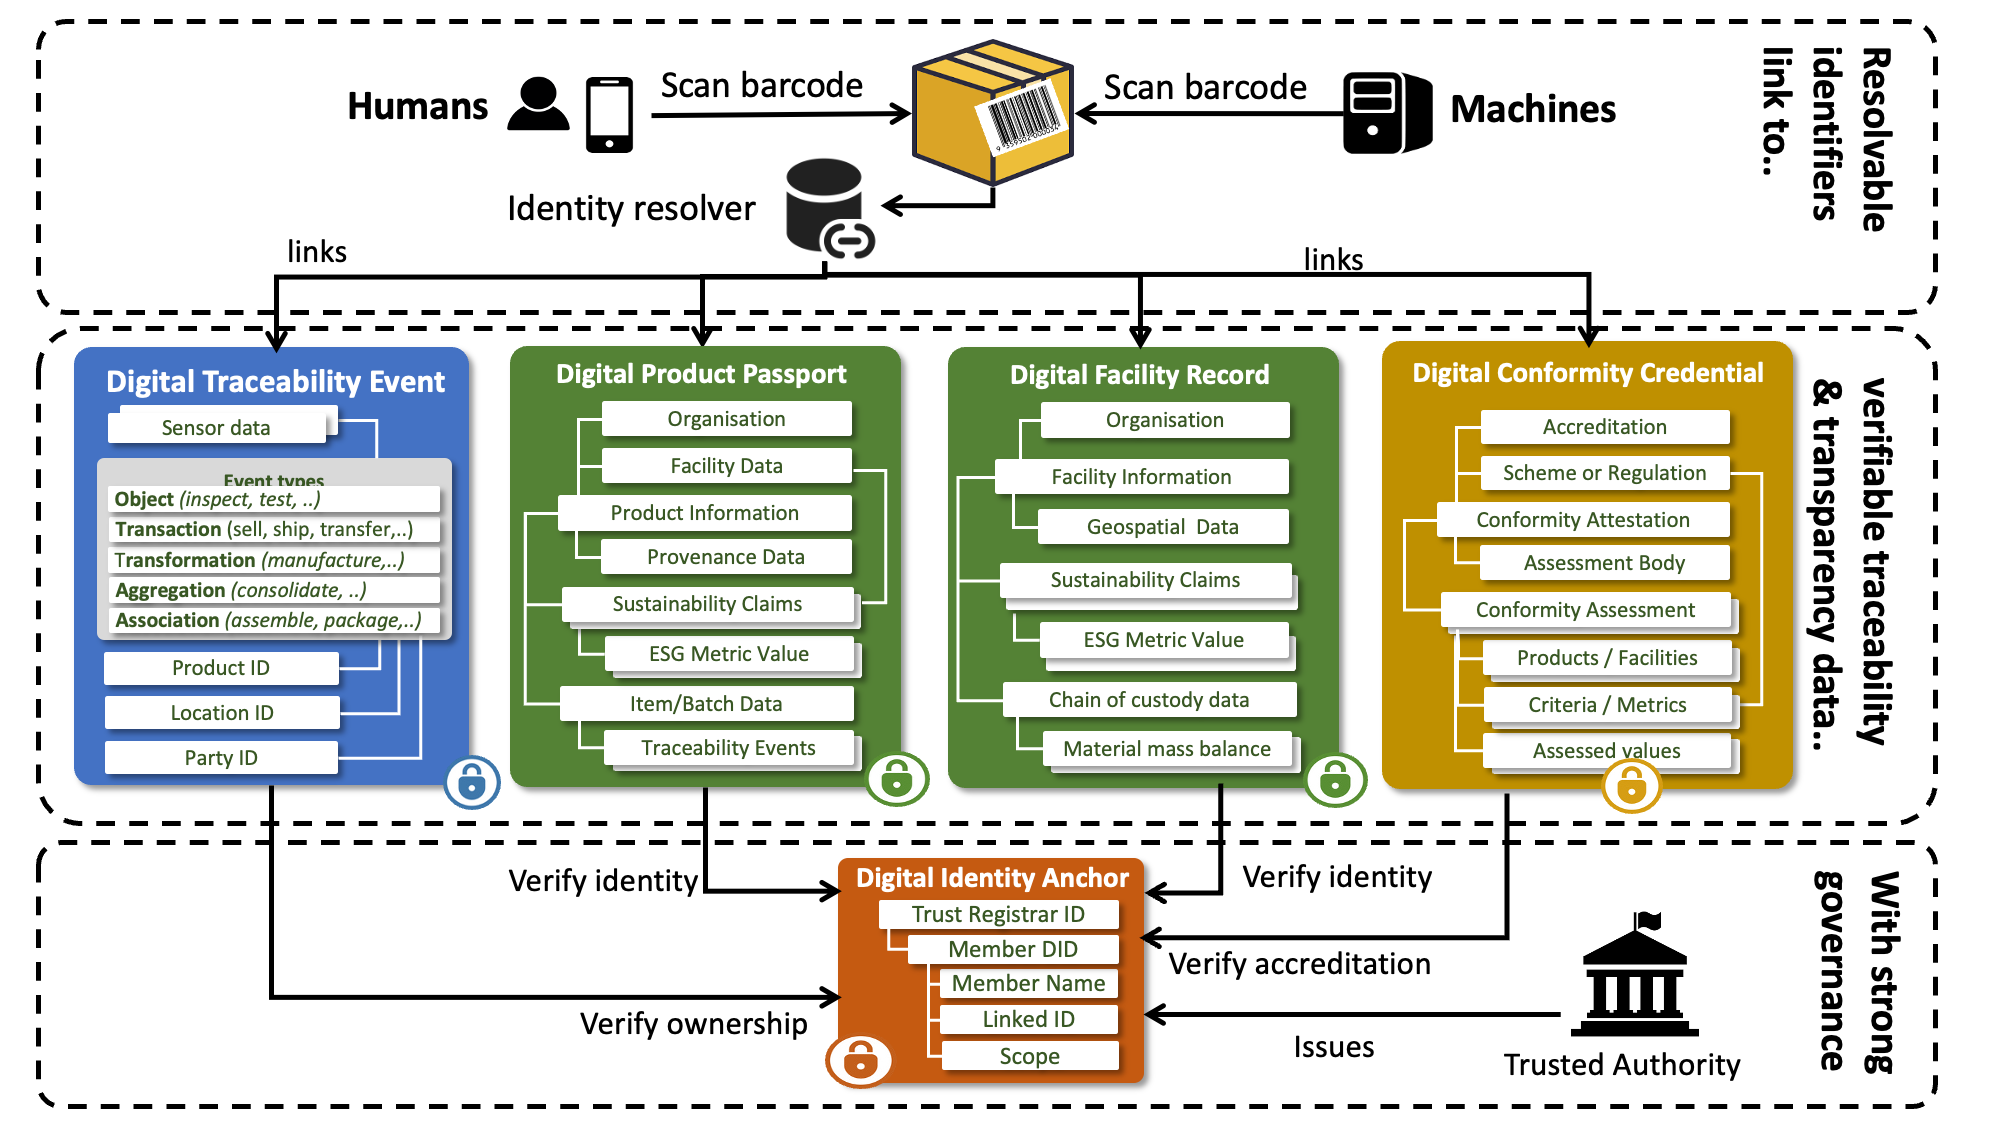 Humans
Scan barcode
Scan barcode
Machines
Resolvable
identifiers
link to..
9 359502 000034
Identity resolver
links
links
Digital Traceability Event
Sensor data
Event types
Object (inspect, test, ..)
Transaction (sell, ship, transfer,..)
Transformation (manufacture,..)
Aggregation (consolidate, ..)
Association (assemble, package,..)
Product ID
Location ID
Party ID
Digital Product Passport
Organisation
Facility Data
Product Information
Provenance Data
Sustainability Claims
ESG Metric Value
Item/Batch Data
Traceability Events
Digital Facility Record
Organisation
Facility Information
Geospatial Data
Sustainability Claims
ESG Metric Value
Chain of custody data
Material mass balance
Digital Conformity Credential
Accreditation
Scheme or Regulation
Conformity Attestation
Assessment Body
Conformity Assessment
Products / Facilities
Criteria / Metrics
Assessed values
verifiable traceability
& transparency data..
Verify identity
Verify ownership
Digital Identity Anchor
Trust Registrar ID
Member DID
Member Name
Linked ID
Scope
Verify identity
Verify accreditation
Issues
Trusted Authority
With strong
governance